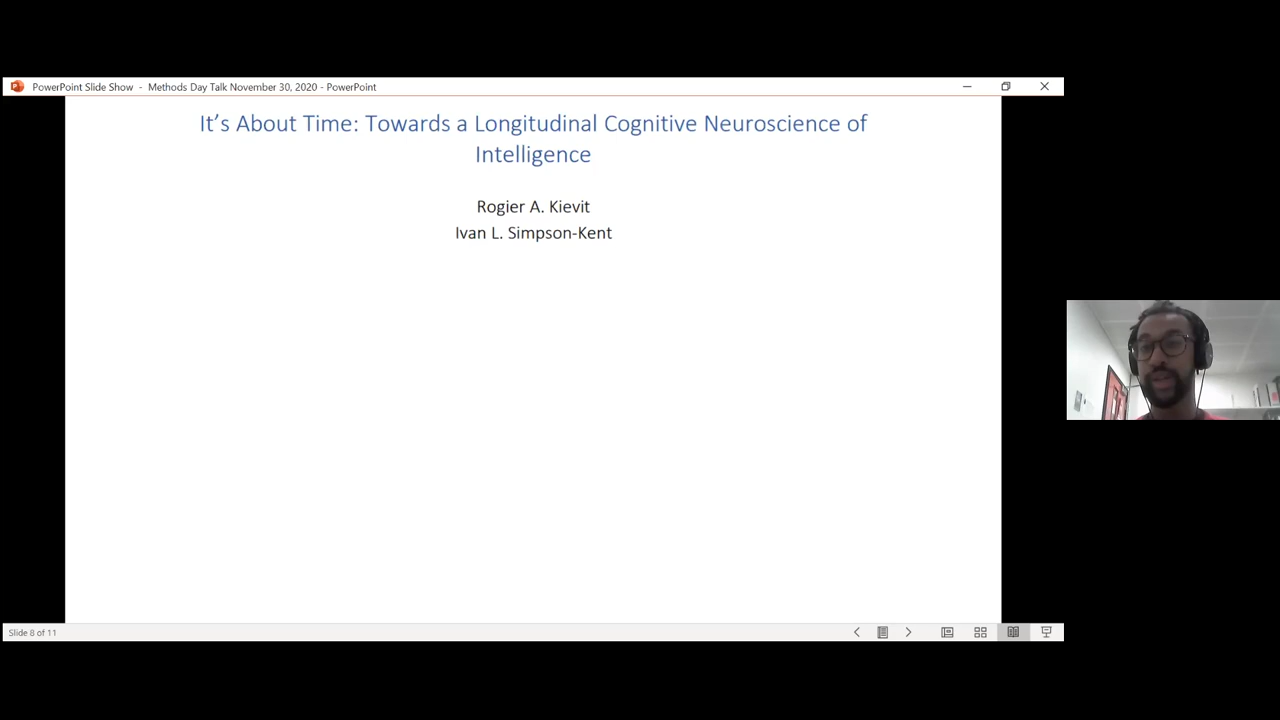 PowerPoint Slide Show - Methods Day Talk November 30, 2020 - PowerPoint
It’s About Time: Towards a Longitudinal Cognitive Neuroscience of
Intelligence
Rogier A. Kievit
Ivan L. Simpson-Kent
Slide 8 of 11